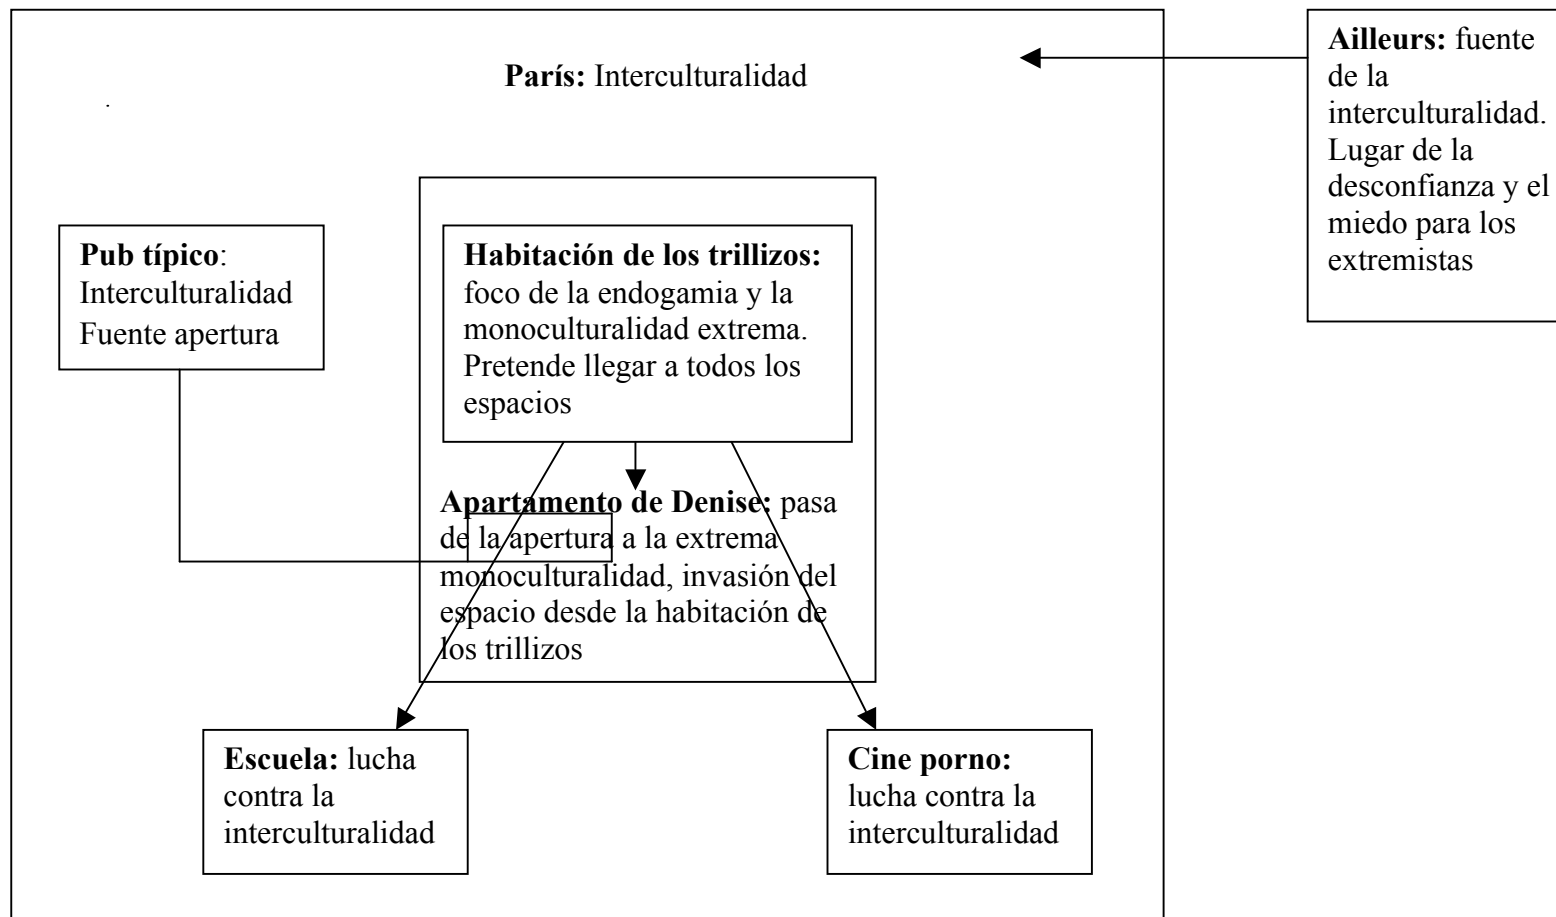 París: Interculturalidad
.
Ailleurs: fuente
de la
interculturalidad.
Lugar de la
desconfianza y el
miedo para los
extremistas
Pub típico:
Interculturalidad
Fuente apertura
Habitación de los trillizos:
foco de la endogamia y la
monoculturalidad extrema.
Pretende llegar a todos los
espacios
Apartamento de Denise: pasa
de la apertura a la extrema
monoculturalidad, invasión del
espacio desde la habitación de
los trillizos
Escuela: lucha
contra la
interculturalidad
Cine porno:
lucha contra la
interculturalidad